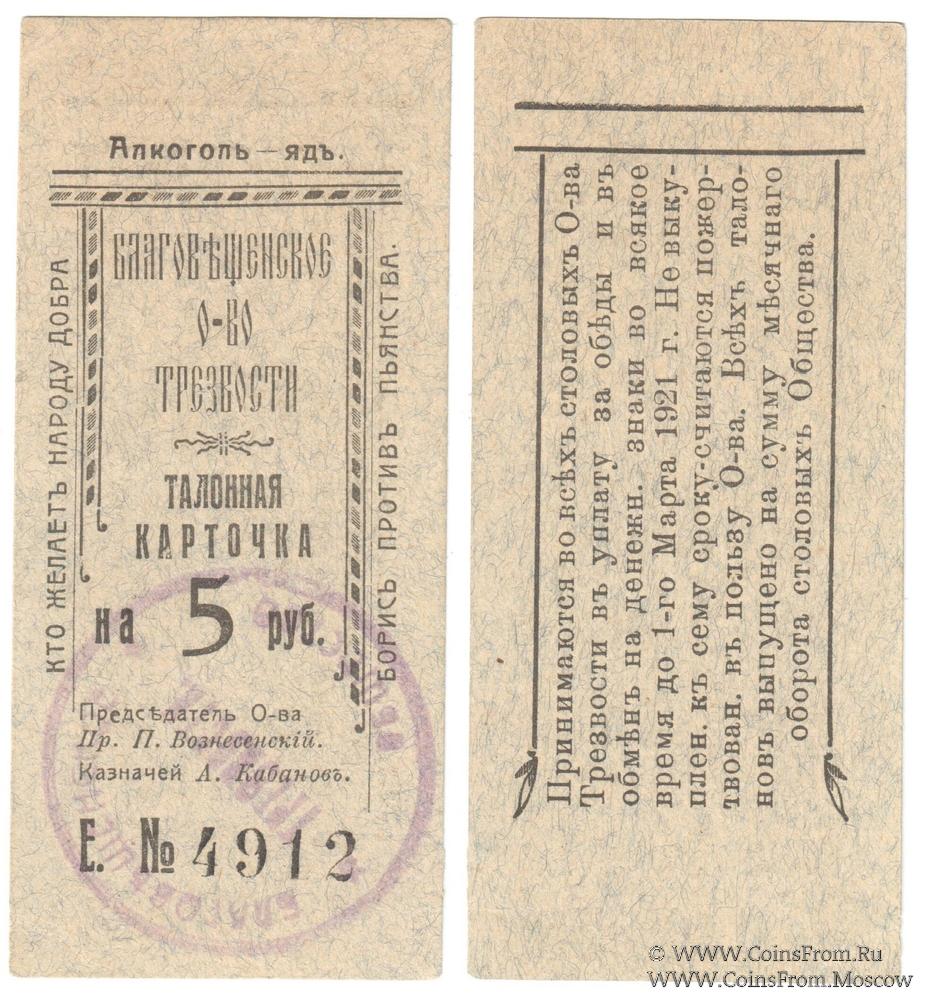 Алкоголь — ядъ.
КТО ЖЕЛАЕТЪ НАРОДУ ДОБРА
БЛАГОВѢЩЕНСКОЕ
О-ВО
ТРЕЗВОСТИ
ТАЛОННАЯ
КАРТОЧКА
на 5 руб.
БОРИСЬ ПРОТИВЪ ПЬЯНСТВА.
Предсѣдатель О-ва
Пр. П. Вознесенскій.
Казначей А. Кабановъ.
Е. № 4912
Принимаются во всѣхъ столовыхъ О-ва
Трезвости въ уплату за обѣды и въ
обмѣнъ на денежн. знаки во всякое
время до 1-го Марта 1921 г. Не выку-
плен. къ сему сроку-считаются пожер-
твован. въ пользу О-ва. Всѣхъ тало-
новъ выпущено на сумму мѣсячнаго
оборота столовыхъ Общества.
© WWW.CoinsFrom.Ru
WWW.CoinsFrom.Moscow